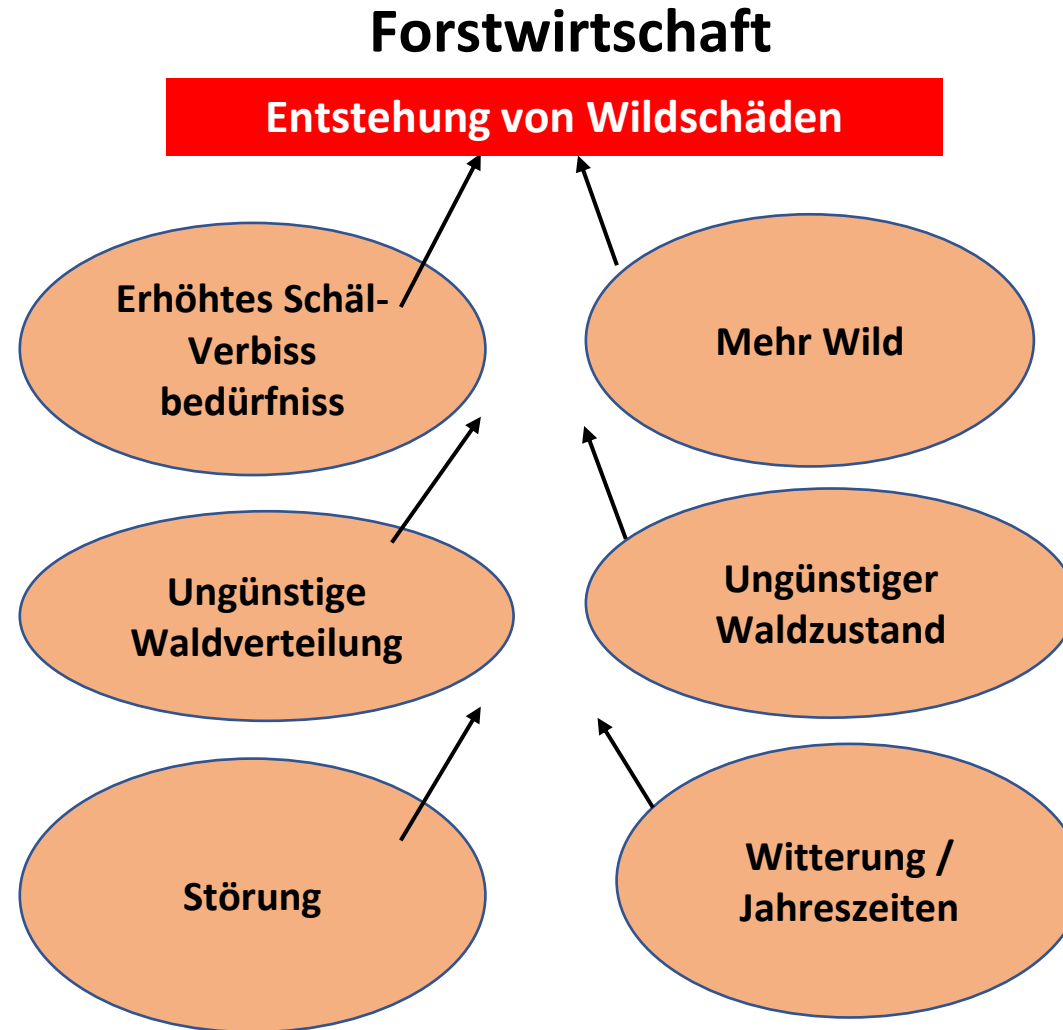 Forstwirtschaft
Entstehung von Wildschäden
Erhöhtes Schäl-
Verbiss
bedürfniss
Mehr Wild
Ungünstige
Waldverteilung
Ungünstiger
Waldzustand
Störung
Witterung /
Jahreszeiten